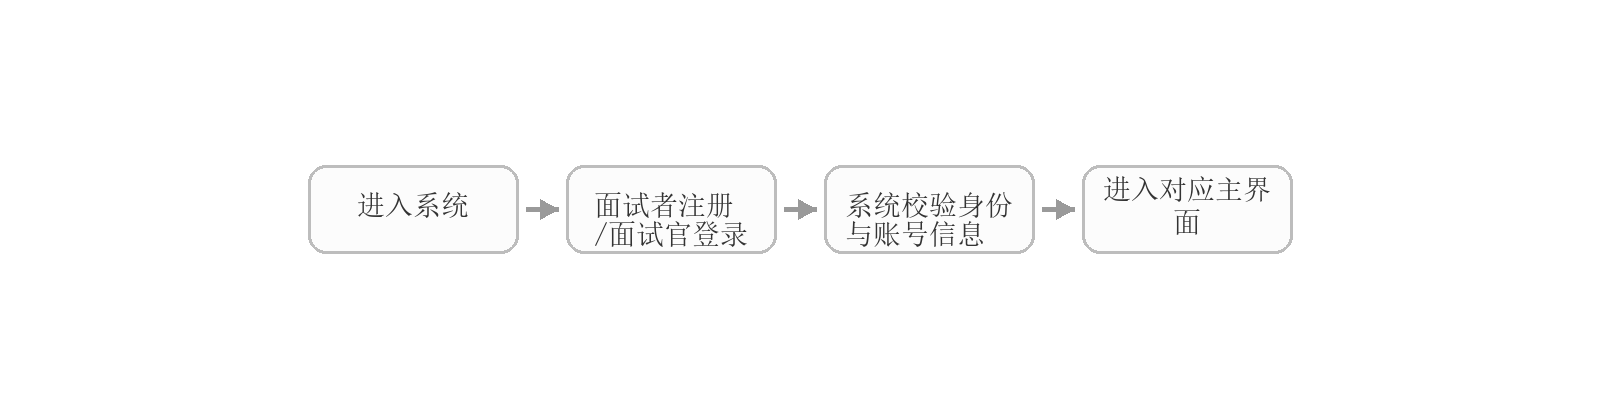 进入系统
面试者注册
/面试官登录
系统校验身份
与账号信息
进入对应主界
面